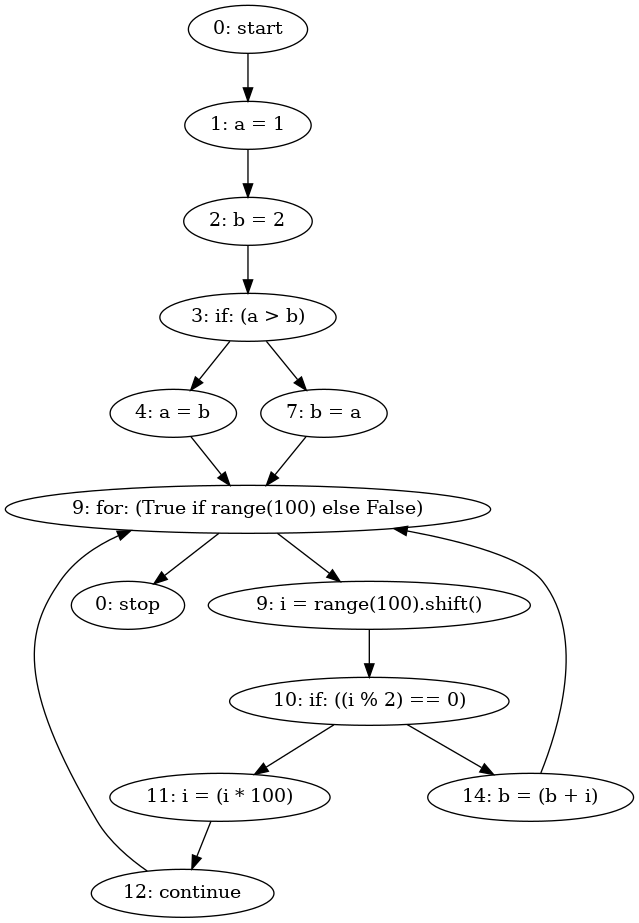 0: start
1: a = 1
2: b = 2
3: if: (a > b)
4: a = b
7: b = a
9: for: (True if range(100) else False)
0: stop
9: i = range(100).shift()
10: if: ((i % 2) == 0)
11: i = (i * 100)
14: b = (b + i)
12: continue